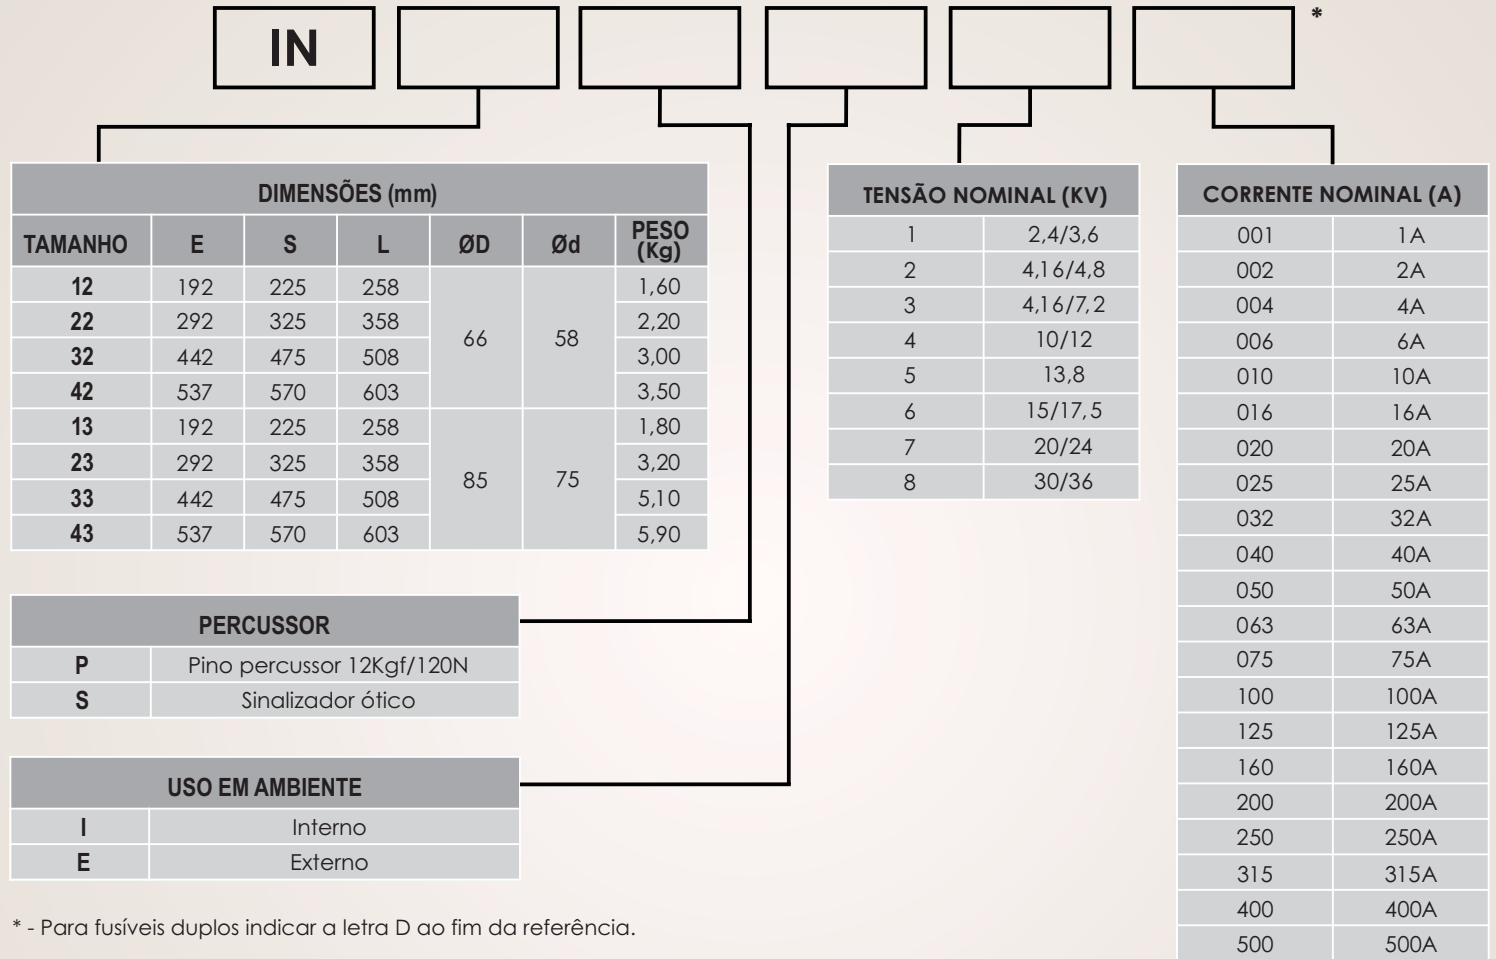 IN
*
DIMENSÕES (mm)
TAMANHO E S L ØD Ød PESO (Kg)
12 192 225 258 66 58 1,60
22 292 325 358 2,20
32 442 475 508 3,00
42 537 570 603 3,50
13 192 225 258 85 75 1,80
23 292 325 358 3,20
33 442 475 508 5,10
43 537 570 603 5,90
PERCUSSOR
P Pino percussor 12Kgf/120N
S Sinalizador ótico
USO EM AMBIENTE
I Interno
E Externo
* - Para fusíveis duplos indicar a letra D ao fim da referência.
TENSÃO NOMINAL (KV)
1 2,4/3,6
2 4,16/4,8
3 4,16/7,2
4 10/12
5 13,8
6 15/17,5
7 20/24
8 30/36
CORRENTE NOMINAL (A)
001 1A
002 2A
004 4A
006 6A
010 10A
016 16A
020 20A
025 25A
032 32A
040 40A
050 50A
063 63A
075 75A
100 100A
125 125A
160 160A
200 200A
250 250A
315 315A
400 400A
500 500A